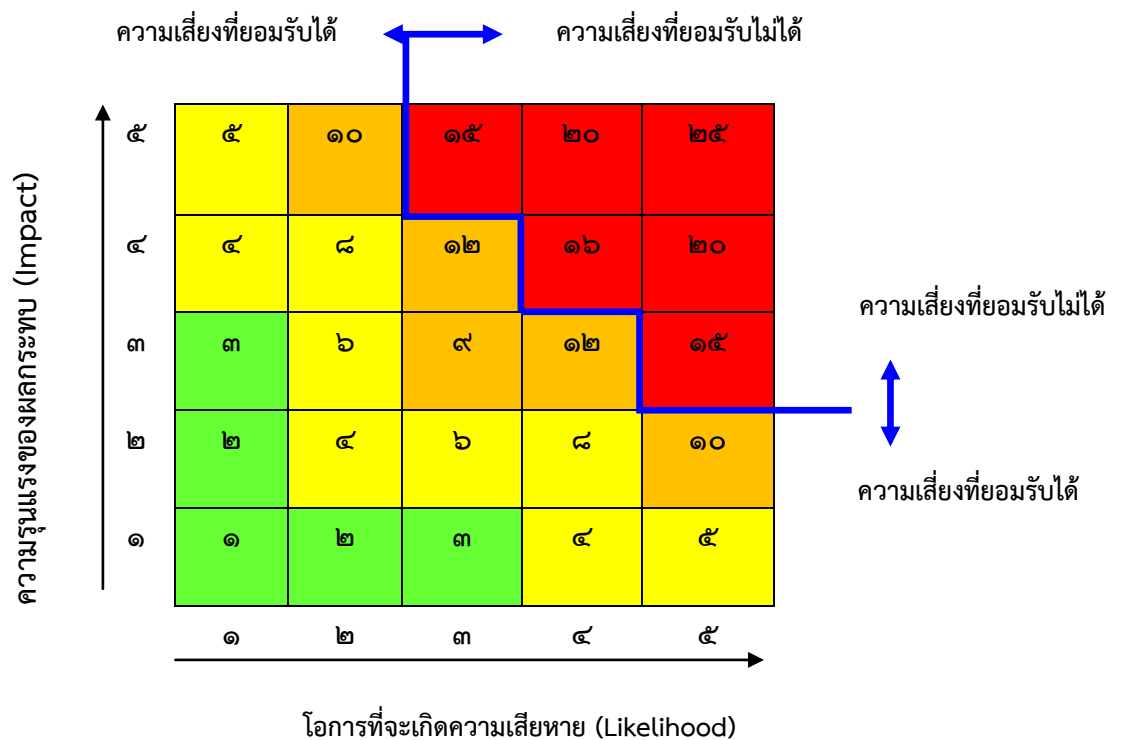 ความเสี่ยงที่ยอมรับได้ ความเสี่ยงที่ยอมรับไม่ได้
ความรุนแรงของผลกระทบ (Impact)
๕ ๕ ๑๐ ๑๕ ๒๐ ๒๕
๔ ๔ ๘ ๑๒ ๑๖ ๒๐
ความเสี่ยงที่ยอมรับไม่ได้
๓ ๓ ๖ ๙ ๑๒ ๑๕
๒ ๒ ๔ ๖ ๘ ๑๐
ความเสี่ยงที่ยอมรับได้
๑ ๑ ๒ ๓ ๔ ๕
๑ ๒ ๓ ๔ ๕
โอการที่จะเกิดความเสียหาย (Likelihood)